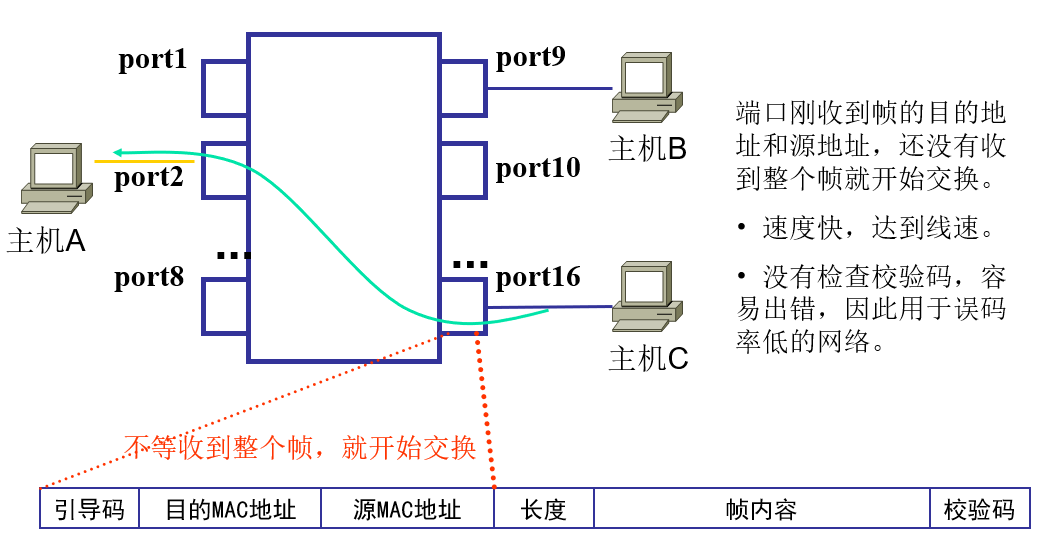 port1
port9
主机B
port2
port10
主机A
...
...
port8
port16
主机C
端口刚收到帧的目的地
址和源地址，还没有收
到整个帧就开始交换。
• 速度快，达到线速。
• 没有检查校验码，容
易出错，因此用于误码
率低的网络。
不等收到整个帧，就开始交换
引导码 目的MAC地址 源MAC地址 长度 帧内容 校验码